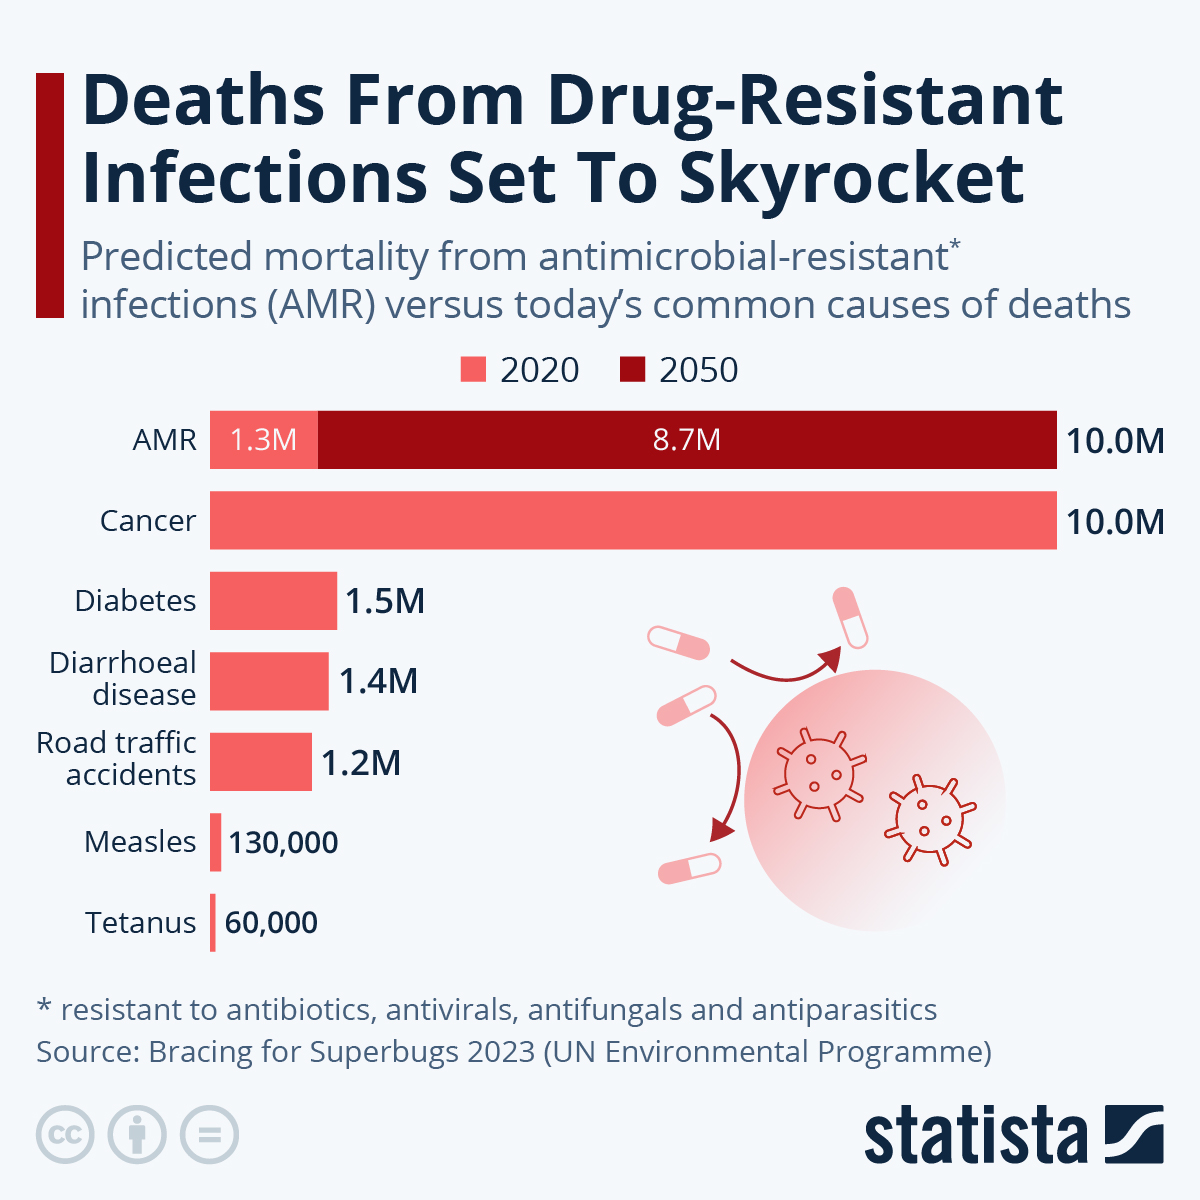 Deaths From Drug-Resistant
Infections Set To Skyrocket
Predicted mortality from antimicrobial-resistant*
infections (AMR) versus today's common causes of deaths
2020 2050
AMR 1.3M 8.7M 10.0M
Cancer 10.0M
Diabetes 1.5M
Diarrhoeal
disease 1.4M
Road traffic
accidents 1.2M
Measles 130,000
Tetanus 60,000
* resistant to antibiotics, antivirals, antifungals and antiparasitics
Source: Bracing for Superbugs 2023 (UN Environmental Programme)
cc =
statista